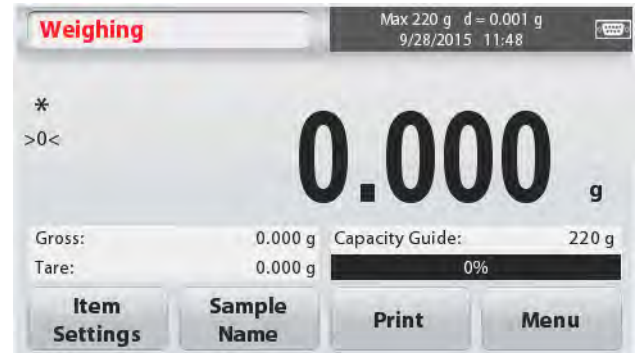 Weighing
Max 220 g d = 0.001 g
9/28/2015 11:48
*
>0<
0.000 g
Gross: 0.000 g
Tare: 0.000 g
Capacity Guide: 220 g
0%
Item Settings
Sample Name
Print
Menu